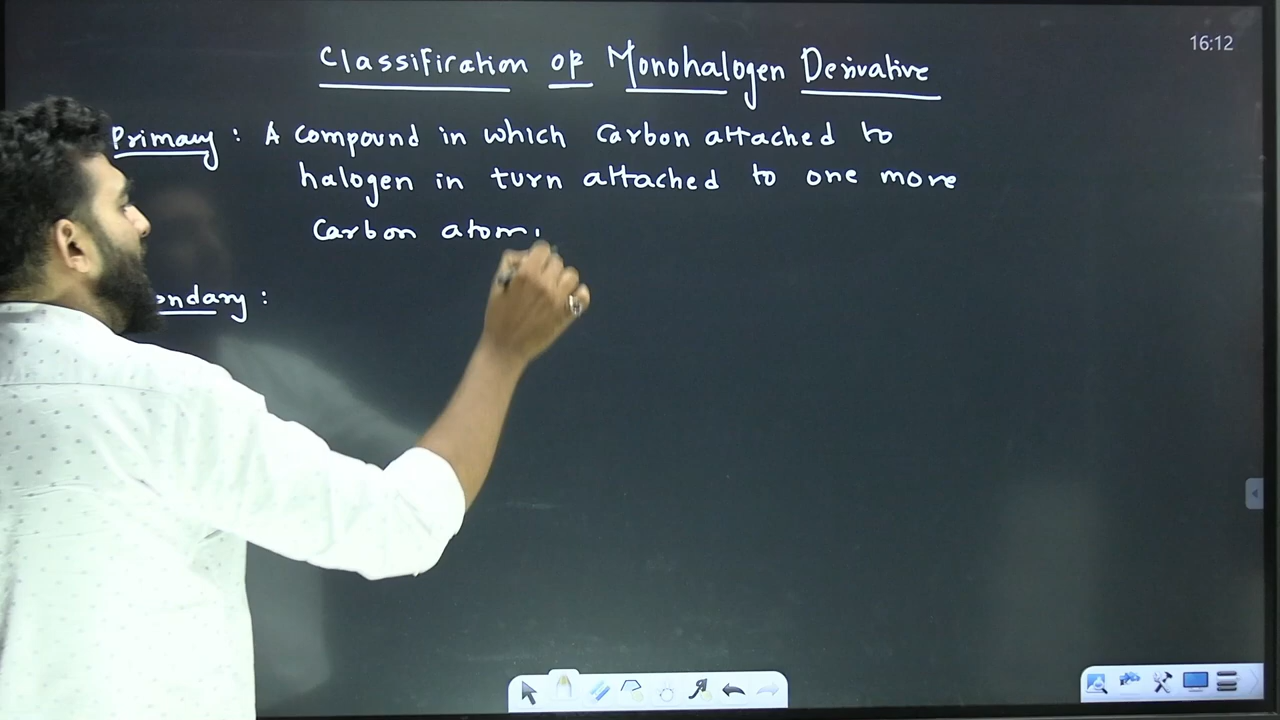 16:12
Classification of Monohalogen Derivative
Primary : A compound in which Carbon attached to
halogen in turn attached to one more
Carbon atom
ondary :